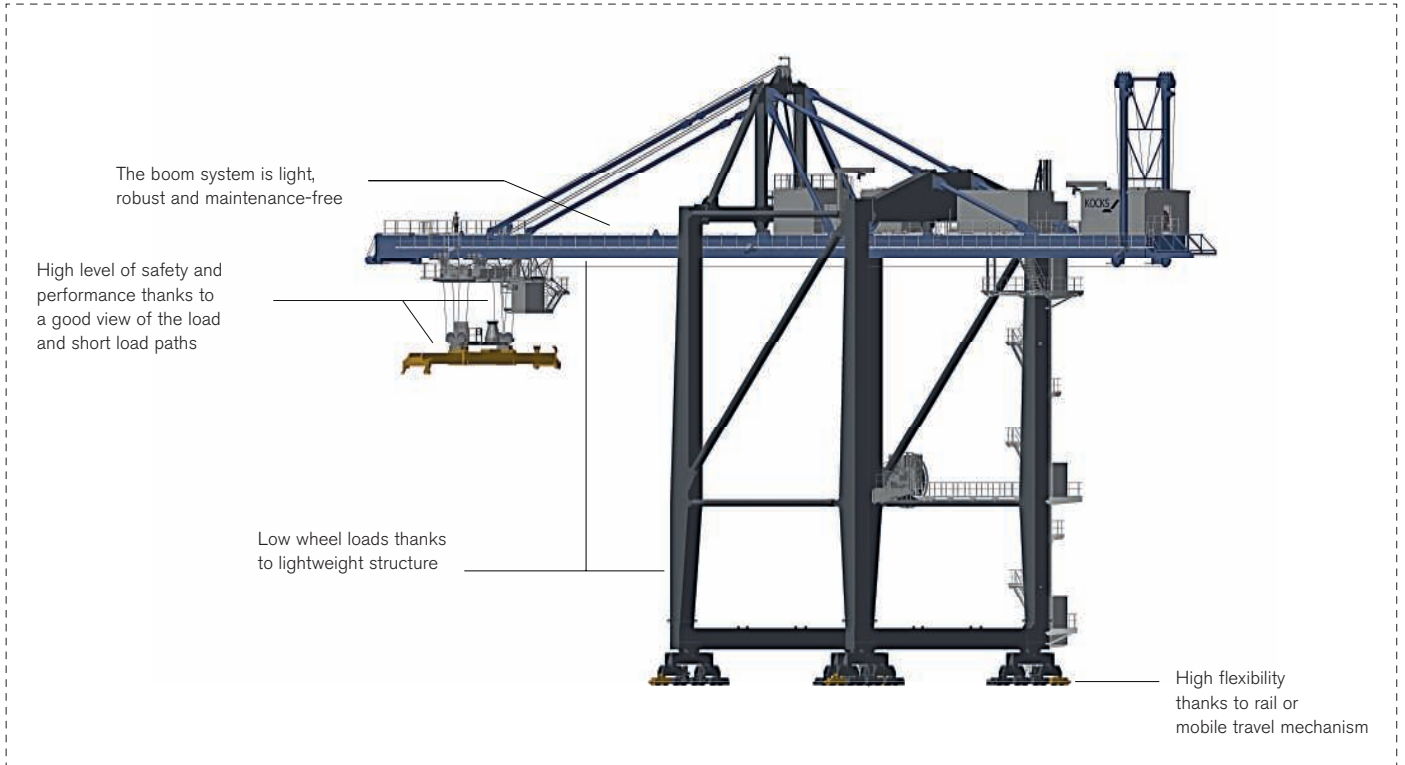 The boom system is light,
robust and maintenance-free
KOCKS
High level of safety and
performance thanks to
a good view of the load
and short load paths
Low wheel loads thanks
to lightweight structure
High flexibility
thanks to rail or
mobile travel mechanism